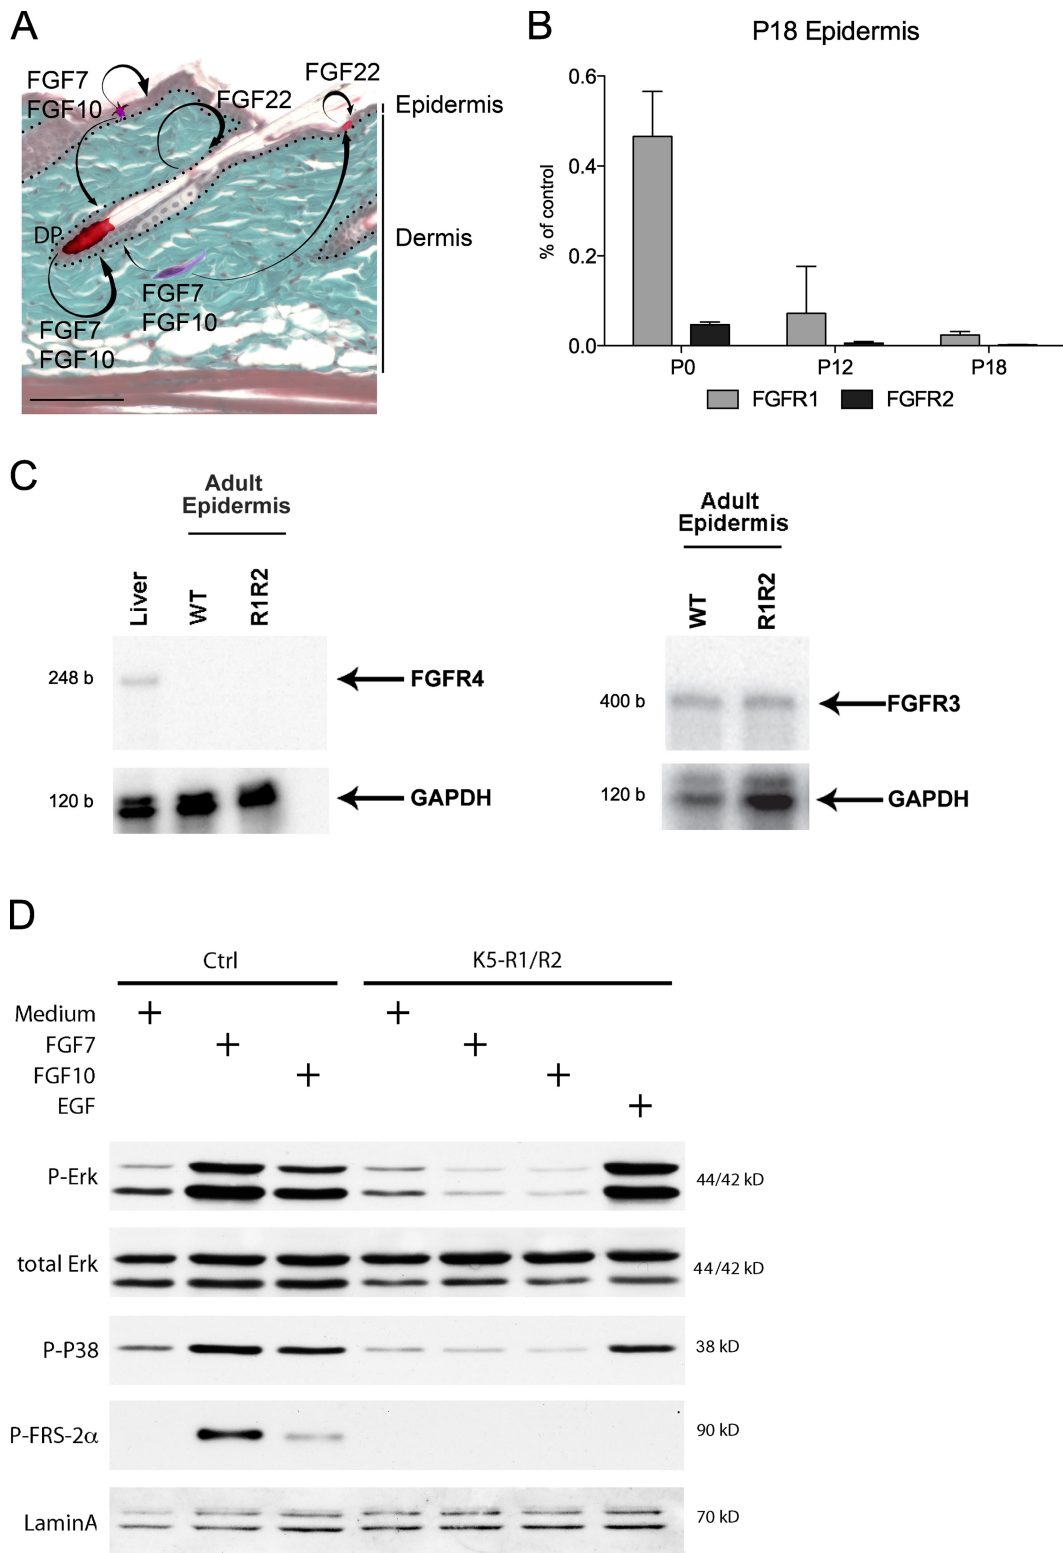 A
FGF7
FGF10
FGF22
FGF22
Epidermis
DP
Dermis
FGF7
FGF10
FGF7
FGF10
B
P18 Epidermis
% of control
0.6
0.4
0.2
0.0
P0 P12 P18
FGFR1 FGFR2
C
Adult
Epidermis
Liver WT R1R2
248 b FGFR4
120 b GAPDH
Adult
Epidermis
WT R1R2
400 b FGFR3
120 b GAPDH
D
Ctrl K5-R1/R2
Medium + +
FGF7 + +
FGF10 + +
EGF +
P-Erk 44/42 kD
total Erk 44/42 kD
P-P38 38 kD
P-FRS-2α 90 kD
LaminA 70 kD